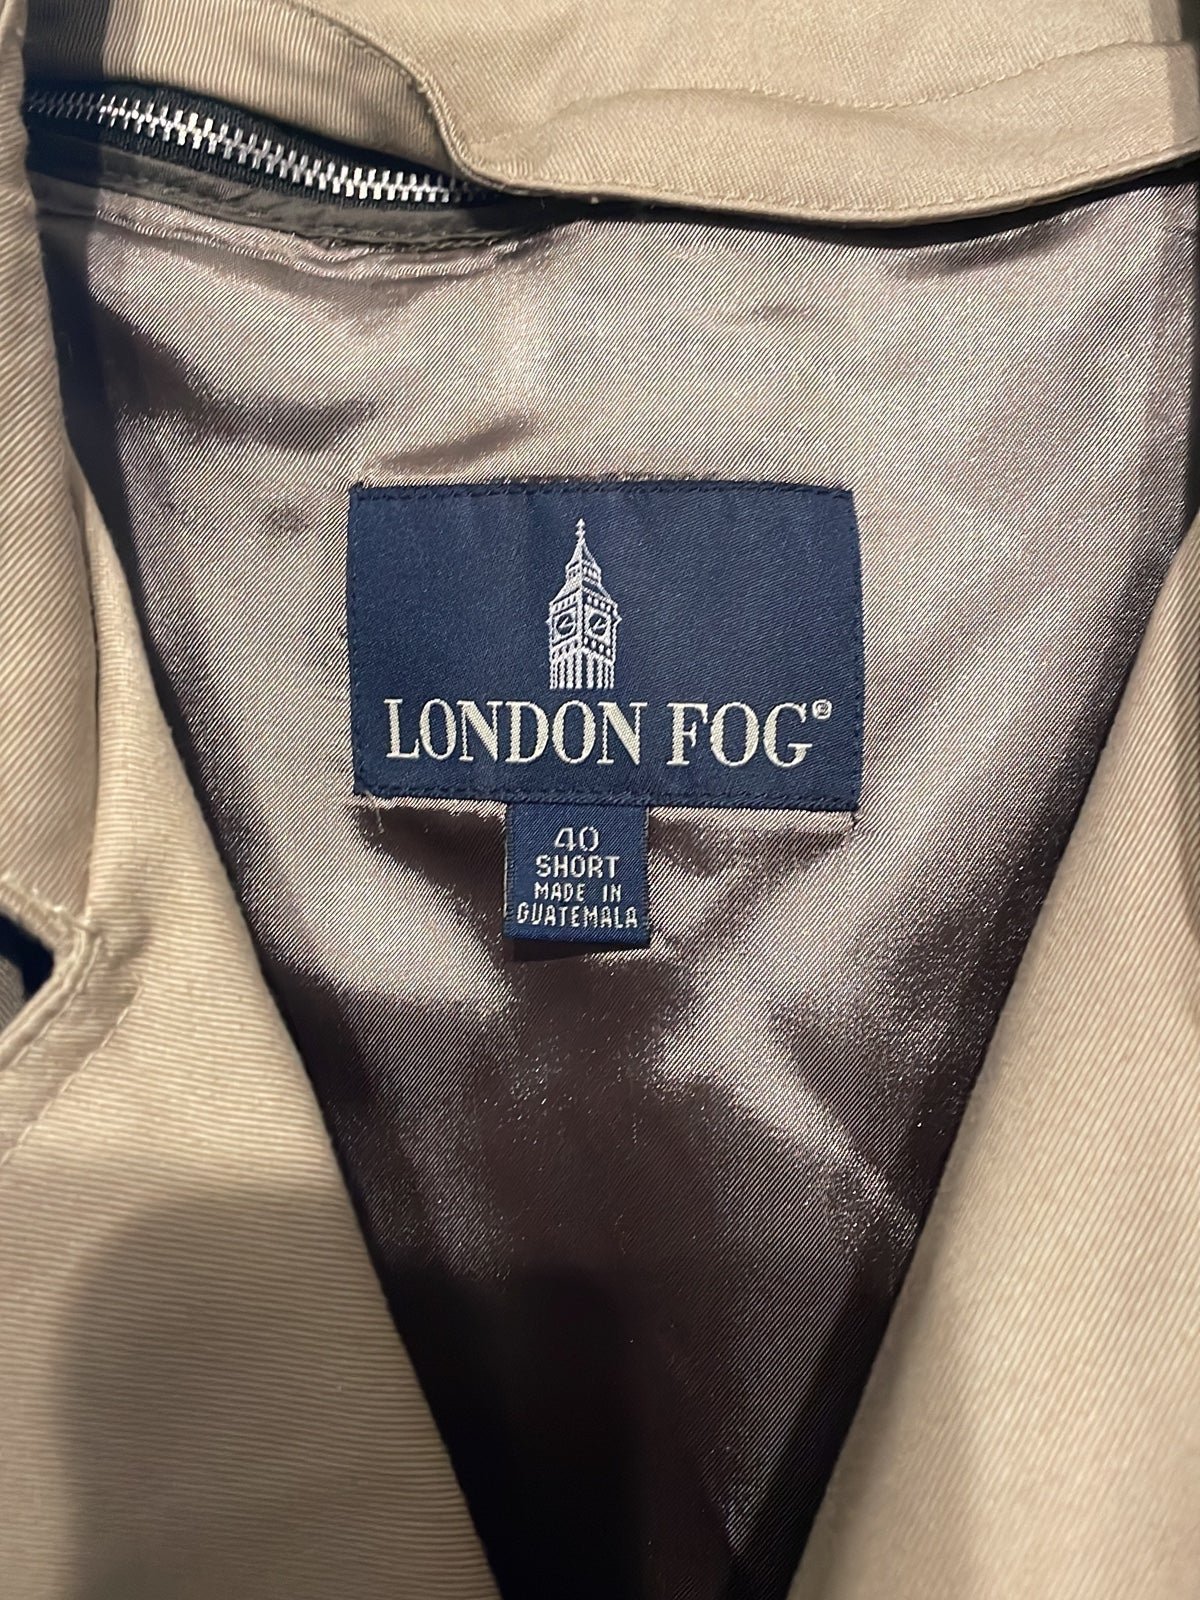 LONDON FOG®
40
SHORT
MADE IN
GUATEMALA